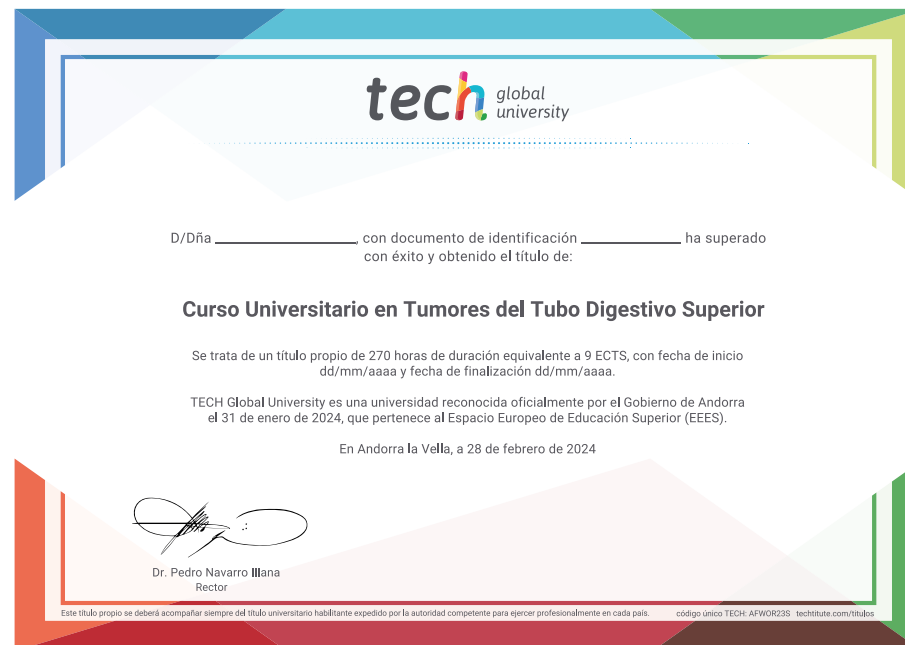 tech global
university
D/Dña ______________, con documento de identificación __________ ha superado
con éxito y obtenido el título de:
Curso Universitario en Tumores del Tubo Digestivo Superior
Se trata de un título propio de 270 horas de duración equivalente a 9 ECTS, con fecha de inicio
dd/mm/aaaa y fecha de finalización dd/mm/aaaa.
TECH Global University es una universidad reconocida oficialmente por el Gobierno de Andorra
el 31 de enero de 2024, que pertenece al Espacio Europeo de Educación Superior (EEES).
En Andorra la Vella, a 28 de febrero de 2024
Dr. Pedro Navarro Illana
Rector
Este título propio se deberá acompañar siempre del título universitario habilitante expedido por la autoridad competente para ejercer profesionalmente en cada país. código único TECH: AFWOR23S techtitute.com/titulos